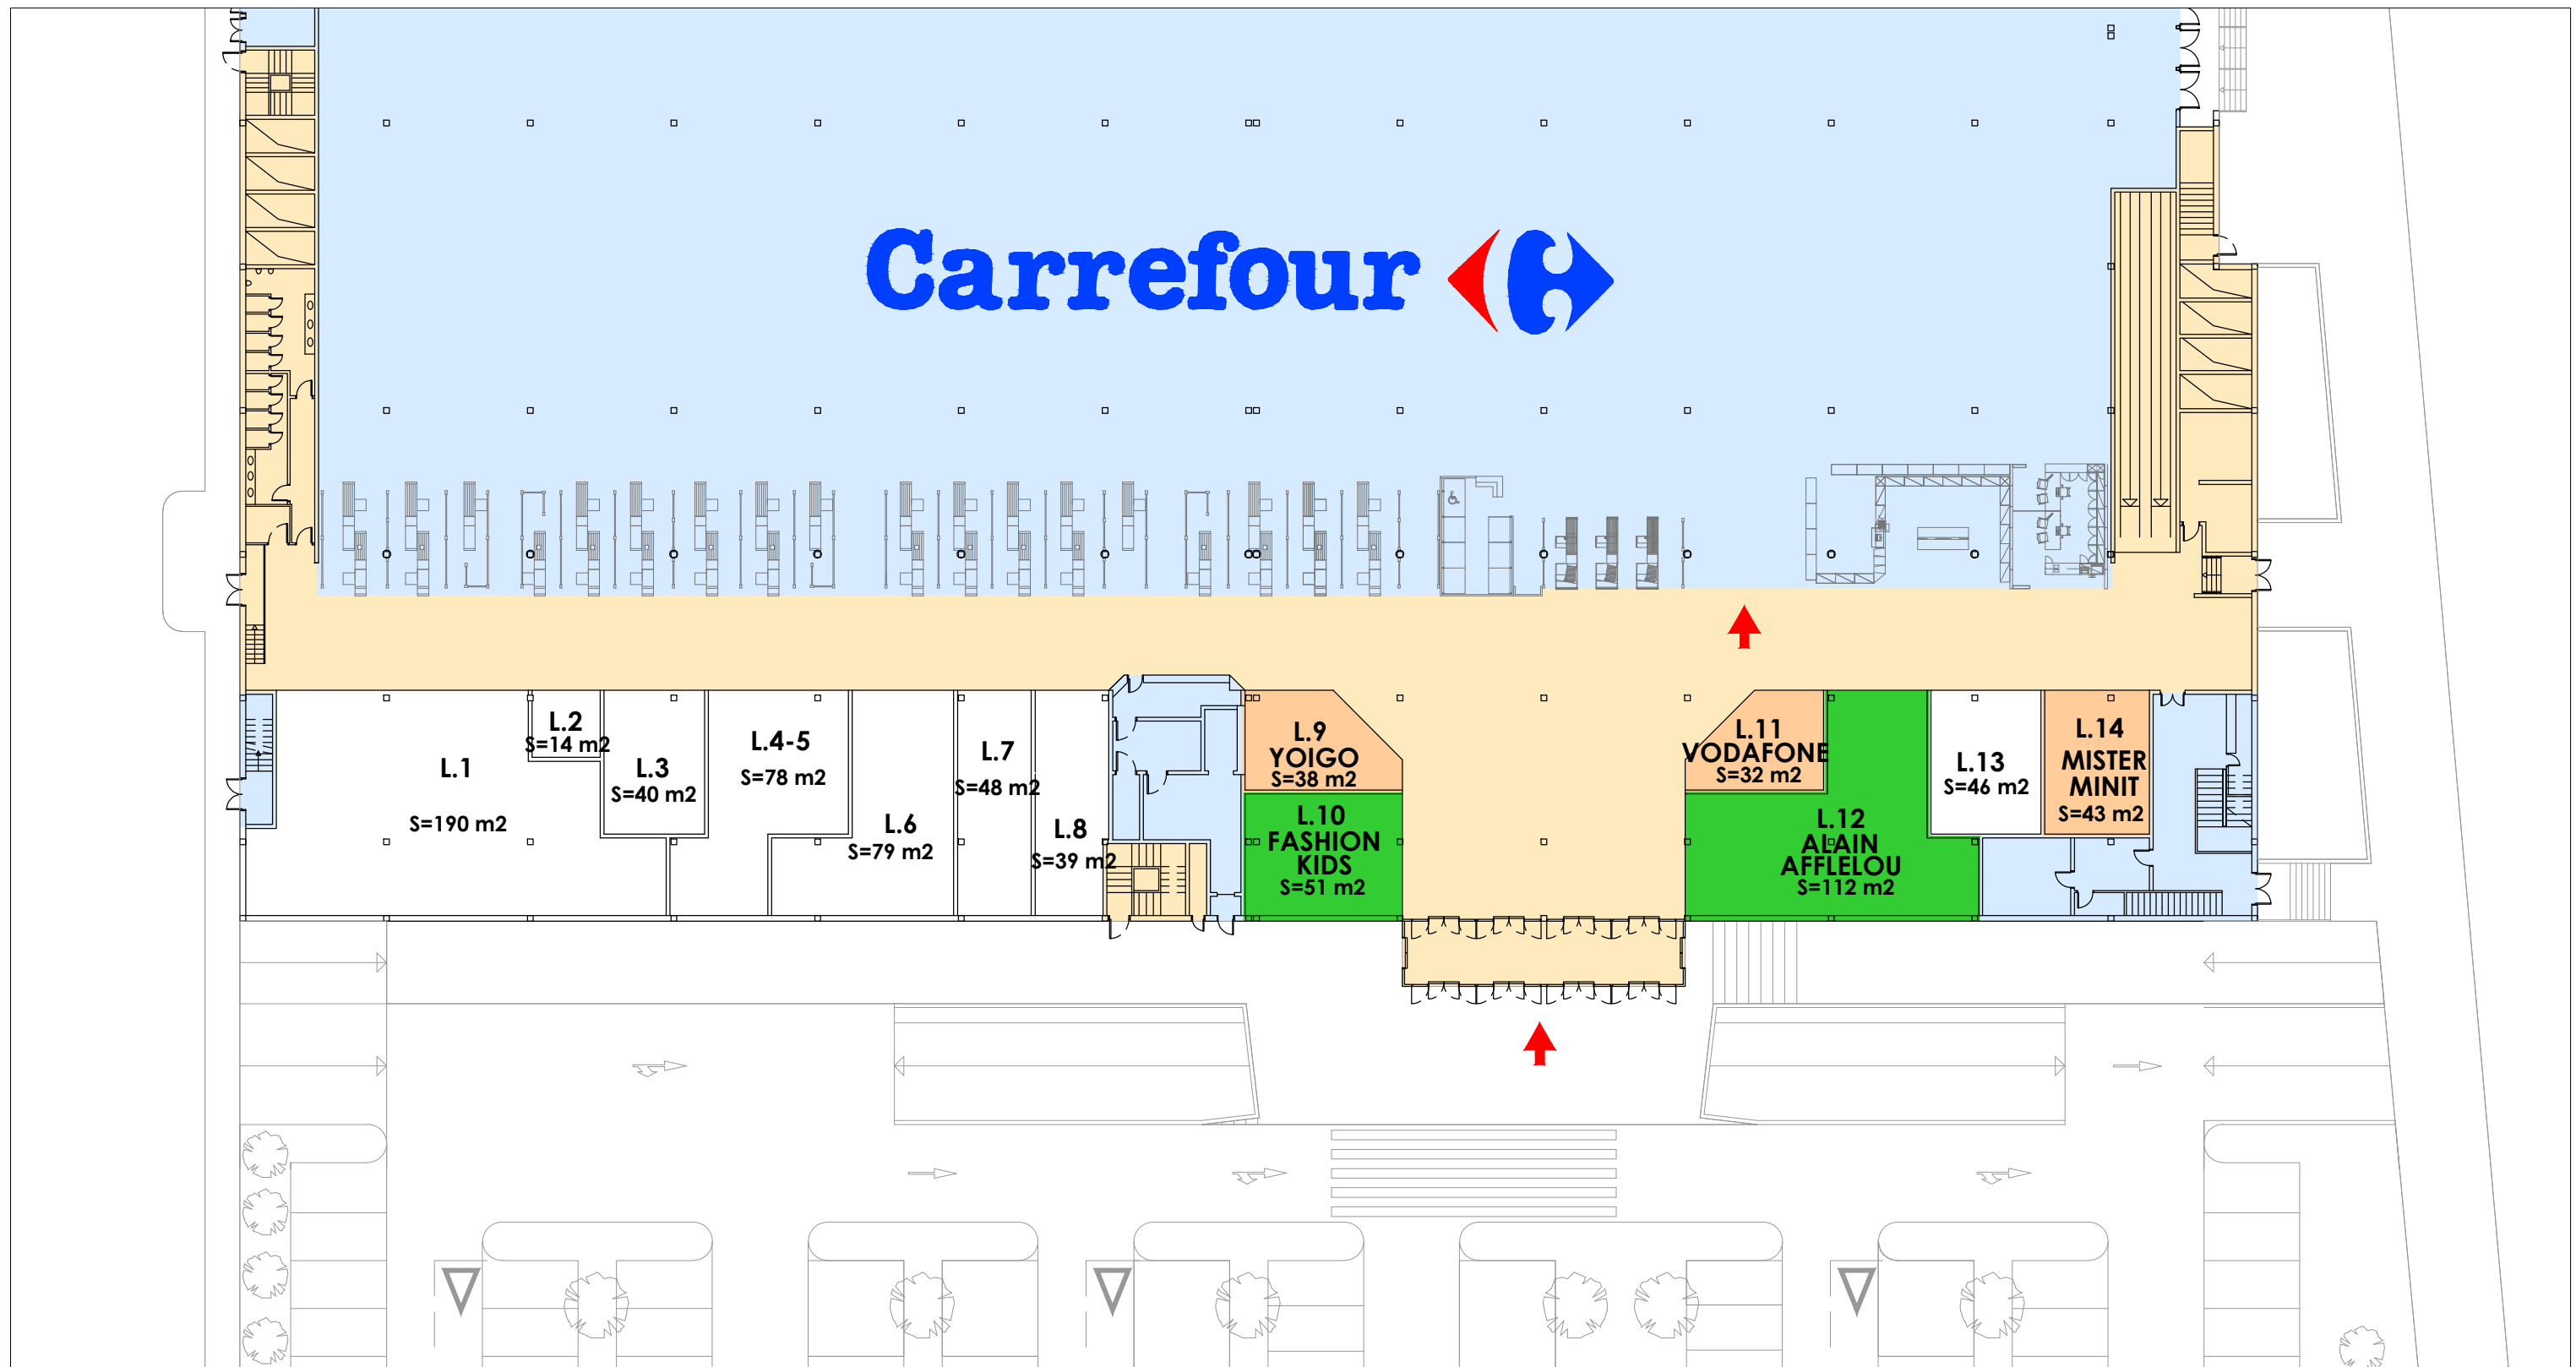 Carrefour
L.1
S=190 m2
L.2
S=14 m2
L.3
S=40 m2
L.4-5
S=78 m2
L.6
S=79 m2
L.7
S=48 m2
L.8
S=39 m2
L.9
YOIGO
S=38 m2
L.10
FASHION
KIDS
S=51 m2
L.11
VODAFONE
S=32 m2
L.12
ALAIN
AFFLELOU
S=112 m2
L.13
S=46 m2
L.14
MISTER
MINIT
S=43 m2